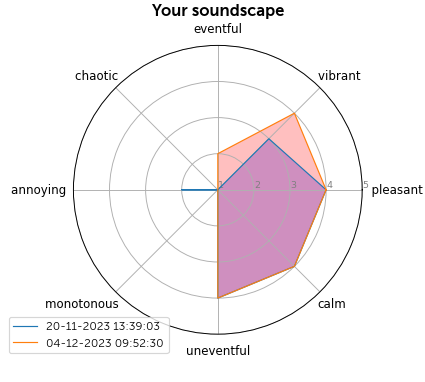 Your soundscape
eventful
chaotic
vibrant
annoying
1 2 3 4 5
pleasant
monotonous
calm
uneventful
20-11-2023 13:39:03
04-12-2023 09:52:30